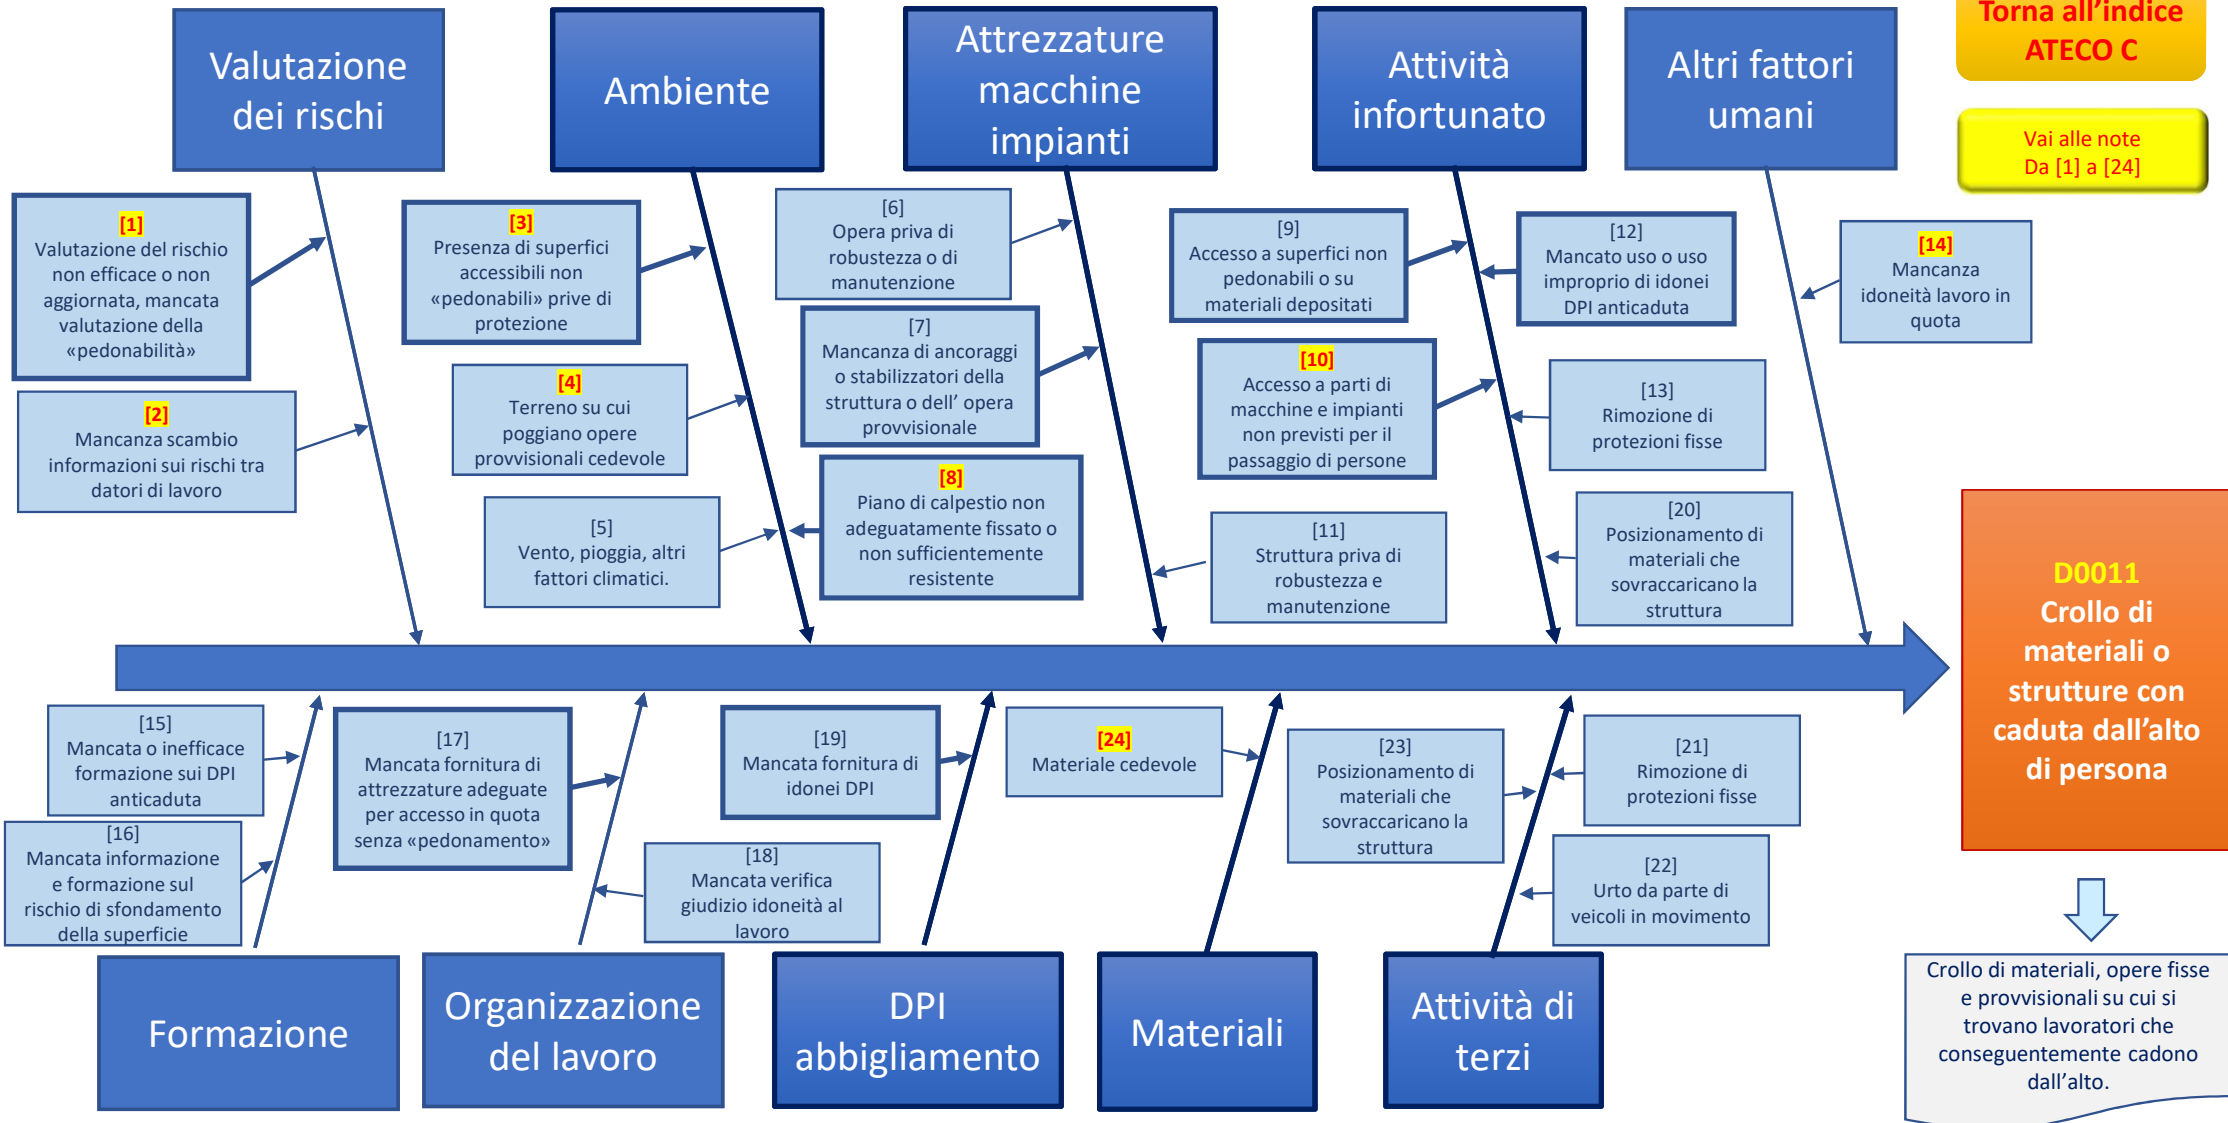 Valutazione
dei rischi
Ambiente
Attrezzature
macchine
impianti
Attività
infortunato
Altri fattori
umani
Torna all'indice
ATECO C
Vai alle note
Da [1] a [24]
[1]
Valutazione del rischio
non efficace o non
aggiornata, mancata
valutazione della
«pedonabilità»
[2]
Mancanza scambio
informazioni sui rischi tra
datori di lavoro
[3]
Presenza di superfici
accessibili non
«pedonabili» prive di
protezione
[4]
Terreno su cui
poggiano opere
provvisionali cedevole
[5]
Vento, pioggia, altri
fattori climatici.
[6]
Opera priva di
robustezza o di
manutenzione
[7]
Mancanza di ancoraggi
o stabilizzatori della
struttura o dell' opera
provvisionale
[8]
Piano di calpestio non
adeguatamente fissato o
non sufficientemente
resistente
[9]
Accesso a superfici non
pedonabili o su
materiali depositati
[10]
Accesso a parti di
macchine e impianti
non previsti per il
passaggio di persone
[11]
Struttura priva di
robustezza e
manutenzione
[12]
Mancato uso o uso
improprio di idonei
DPI anticaduta
[13]
Rimozione di
protezioni fisse
[20]
Posizionamento di
materiali che
sovraccaricano la
struttura
[14]
Mancanza
idoneità lavoro in
quota
D0011
Crollo di
materiali o
strutture con
caduta dall'alto
di persona
[15]
Mancata o inefficace
formazione sui DPI
anticaduta
[16]
Mancata informazione
e formazione sul
rischio di sfondamento
della superficie
[17]
Mancata fornitura di
attrezzature adeguate
per accesso in quota
senza «pedonamento»
[18]
Mancata verifica
giudizio idoneità al
lavoro
[19]
Mancata fornitura di
idonei DPI
[24]
Materiale cedevole
[23]
Posizionamento di
materiali che
sovraccaricano la
struttura
[21]
Rimozione di
protezioni fisse
[22]
Urto da parte di
veicoli in movimento
Formazione
Organizzazione
del lavoro
DPI
abbigliamento
Materiali
Attività di
terzi
Crollo di materiali, opere fisse
e provvisionali su cui si
trovano lavoratori che
conseguentemente cadono
dall'alto.